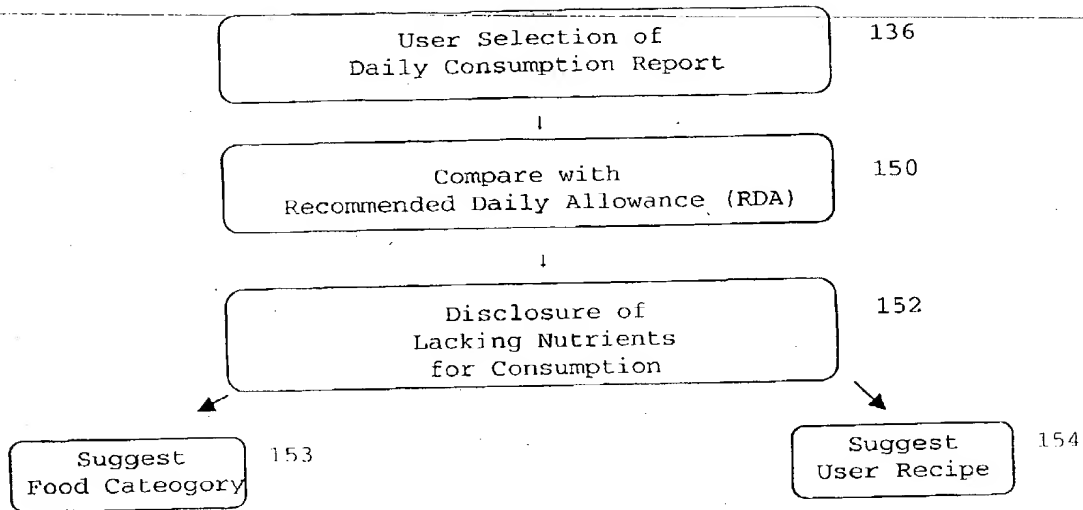 User Selection of
Daily Consumption Report
136
Compare with
Recommended Daily Allowance (RDA)
150
Disclosure of
Lacking Nutrients
for Consumption
152
Suggest
Food Cateogory
153
Suggest
User Recipe
154